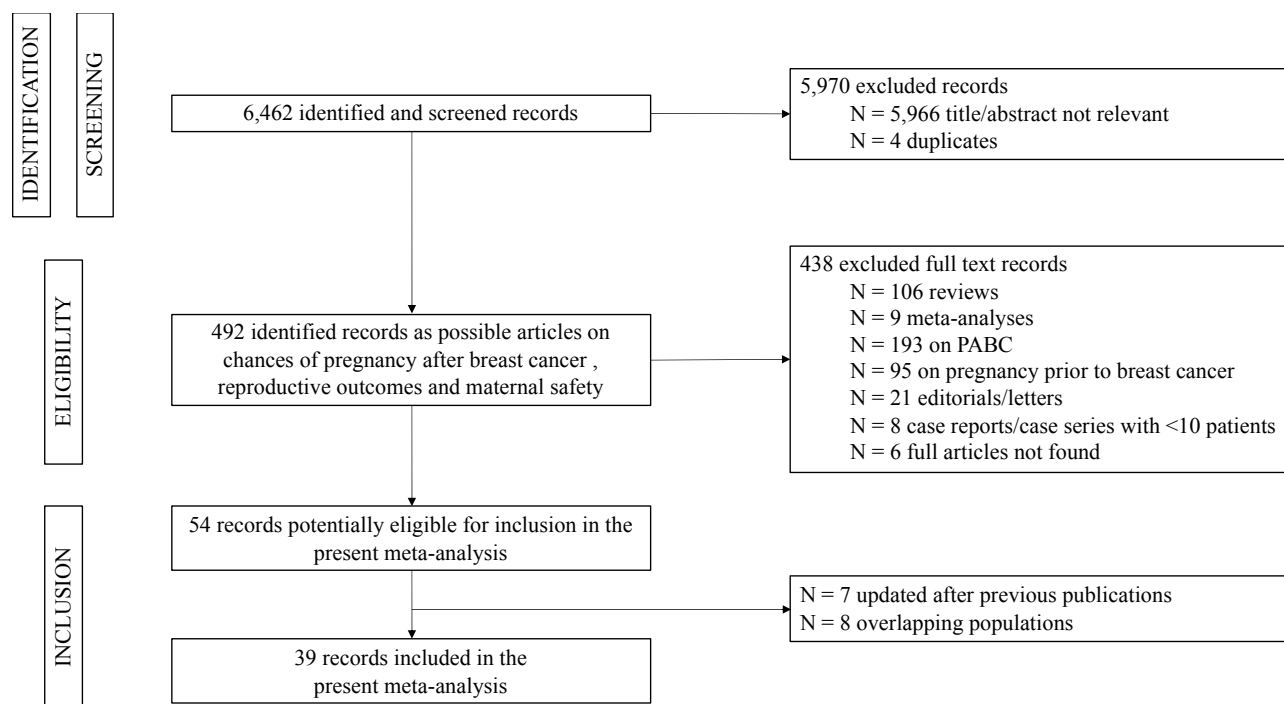 IDENTIFICATION
SCREENING
6,462 identified and screened records
5,970 excluded records
N = 5,966 title/abstract not relevant
N = 4 duplicates
ELIGIBILITY
492 identified records as possible articles on
chances of pregnancy after breast cancer ,
reproductive outcomes and maternal safety
438 excluded full text records
N = 106 reviews
N = 9 meta-analyses
N = 193 on PABC
N = 95 on pregnancy prior to breast cancer
N = 21 editorials/letters
N = 8 case reports/case series with <10 patients
N = 6 full articles not found
INCLUSION
54 records potentially eligible for inclusion in the
present meta-analysis
N = 7 updated after previous publications
N = 8 overlapping populations
39 records included in the
present meta-analysis